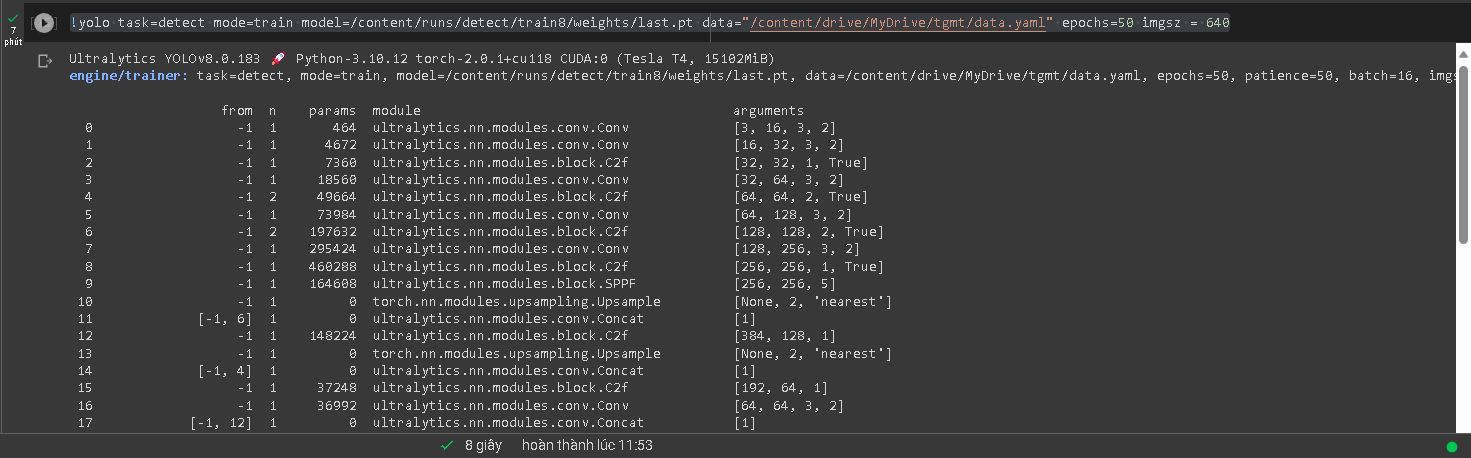 !yolo task=detect mode=train model=/content/runs/detect/train8/weights/last.pt data="/content/drive/MyDrive/tgmt/data.yaml" epochs=50 imgsz = 640
7
phút
Ultralytics YOLOv8.0.183 🚀 Python-3.10.12 torch-2.0.1+cu118 CUDA:0 (Tesla T4, 15102MiB)
engine/trainer: task=detect, mode=train, model=/content/runs/detect/train8/weights/last.pt, data=/content/drive/MyDrive/tgmt/data.yaml, epochs=50, patience=50, batch=16, imgs
from n params module arguments
0 -1 1 464 ultralytics.nn.modules.conv.Conv [3, 16, 3, 2]
1 -1 1 4672 ultralytics.nn.modules.conv.Conv [16, 32, 3, 2]
2 -1 1 7360 ultralytics.nn.modules.block.C2f [32, 32, 1, True]
3 -1 1 18560 ultralytics.nn.modules.conv.Conv [32, 64, 3, 2]
4 -1 2 49664 ultralytics.nn.modules.block.C2f [64, 64, 2, True]
5 -1 1 73984 ultralytics.nn.modules.conv.Conv [64, 128, 3, 2]
6 -1 2 197632 ultralytics.nn.modules.block.C2f [128, 128, 2, True]
7 -1 1 295424 ultralytics.nn.modules.conv.Conv [128, 256, 3, 2]
8 -1 1 460288 ultralytics.nn.modules.block.C2f [256, 256, 1, True]
9 -1 1 164608 ultralytics.nn.modules.block.SPPF [256, 256, 5]
10 -1 1 0 torch.nn.modules.upsampling.Upsample [None, 2, 'nearest']
11 [-1, 6] 1 0 ultralytics.nn.modules.conv.Concat [1]
12 -1 1 148224 ultralytics.nn.modules.block.C2f [384, 128, 1]
13 -1 1 0 torch.nn.modules.upsampling.Upsample [None, 2, 'nearest']
14 [-1, 4] 1 0 ultralytics.nn.modules.conv.Concat [1]
15 -1 1 37248 ultralytics.nn.modules.block.C2f [192, 64, 1]
16 -1 1 36992 ultralytics.nn.modules.conv.Conv [64, 64, 3, 2]
17 [-1, 12] 1 0 ultralytics.nn.modules.conv.Concat [1]
8 giây hoàn thành lúc 11:53